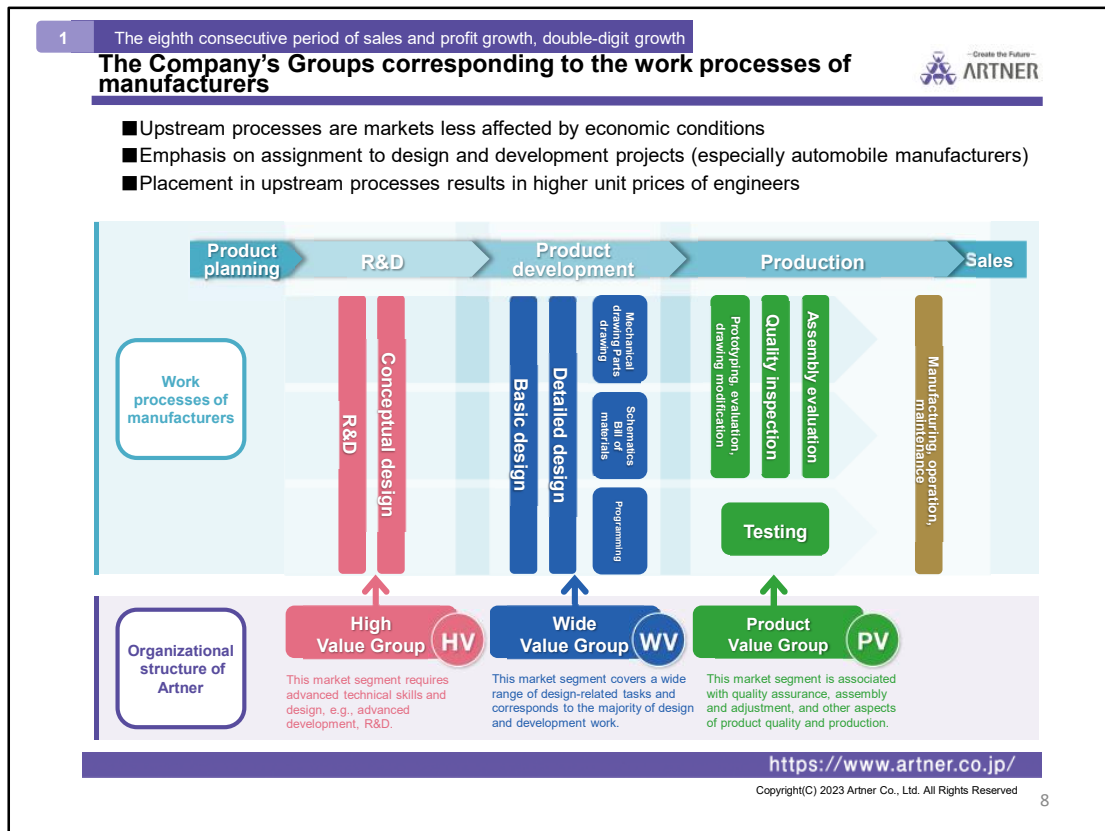 1
The eighth consecutive period of sales and profit growth, double-digit growth
The Company's Groups corresponding to the work processes of
manufacturers
–Create the Future–
ARTNER
■Upstream processes are markets less affected by economic conditions
■Emphasis on assignment to design and development projects (especially automobile manufacturers)
■Placement in upstream processes results in higher unit prices of engineers
Product
planning
R&D
Product
development
Production
Sales
Work
processes of
manufacturers
R&D
Conceptual design
Basic design
Detailed design
Mechanical
drawing Parts
drawing
Schematics
Bill of
materials
Programming
Prototyping, evaluation,
drawing modification
Quality inspection
Assembly evaluation
Testing
Manufacturing, operation,
maintenance
Organizational
structure of
Artner
High
Value Group
HV
This market segment requires
advanced technical skills and
design, e.g., advanced
development, R&D.
Wide
Value Group
WV
This market segment covers a wide
range of design-related tasks and
corresponds to the majority of design
and development work.
Product
Value Group
PV
This market segment is associated
with quality assurance, assembly
and adjustment, and other aspects
of product quality and production.
https://www.artner.co.jp/
Copyright(C) 2023 Artner Co., Ltd. All Rights Reserved
8